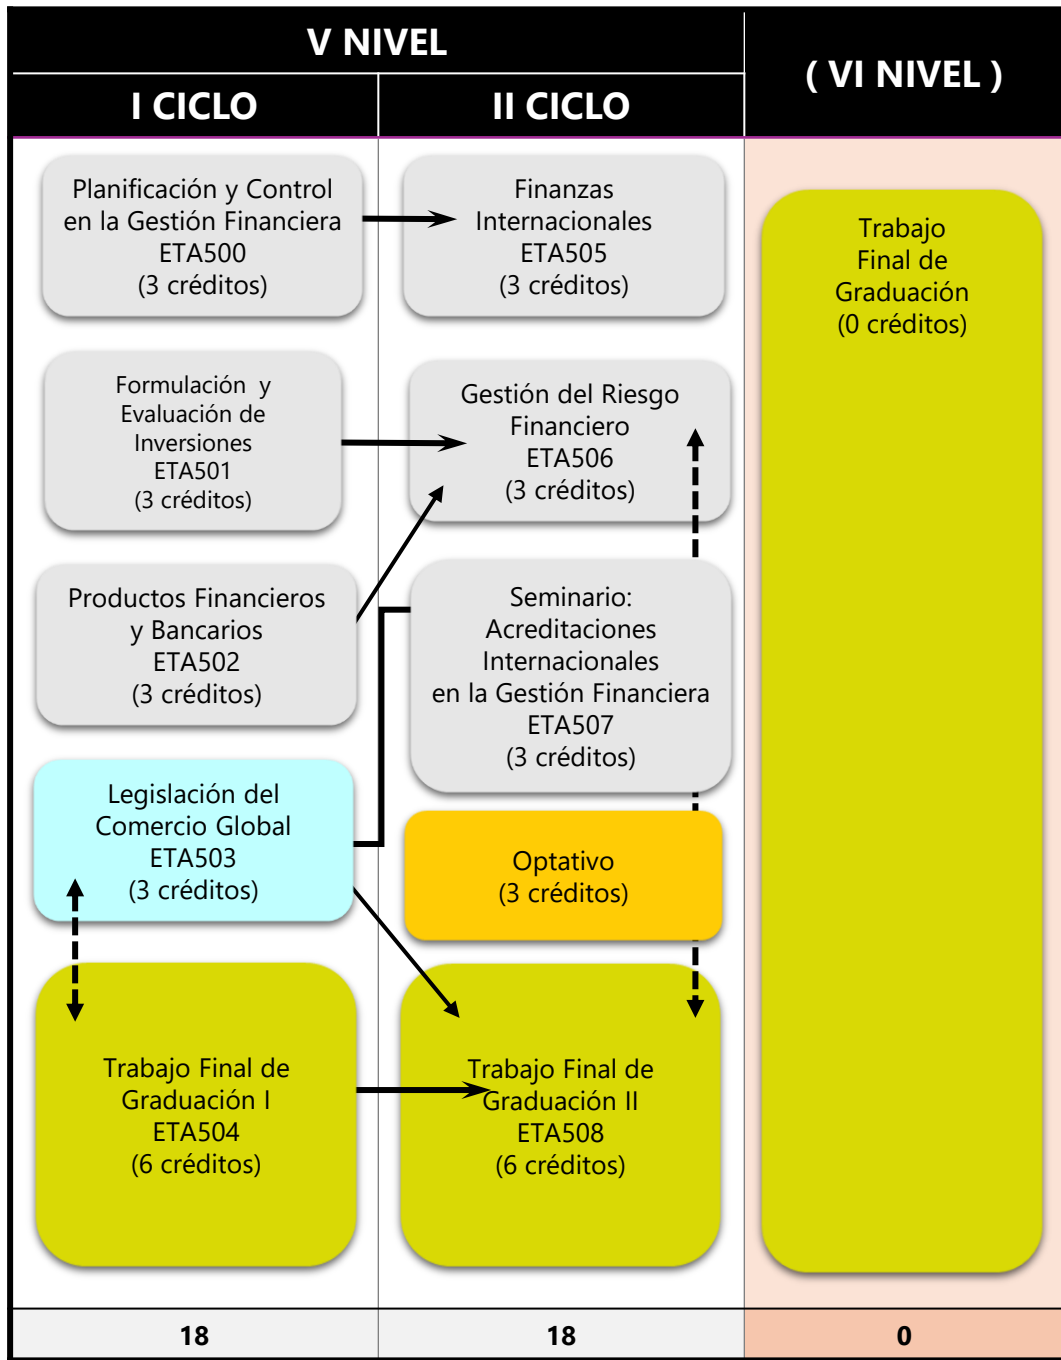 V NIVEL
( VI NIVEL )
I CICLO
II CICLO
Planificación y Control
en la Gestión Financiera
ETA500
(3 créditos)
Formulación y
Evaluación de
Inversiones
ETA501
(3 créditos)
Productos Financieros
y Bancarios
ETA502
(3 créditos)
Legislación del
Comercio Global
ETA503
(3 créditos)
Trabajo Final de
Graduación I
ETA504
(6 créditos)
Finanzas
Internacionales
ETA505
(3 créditos)
Gestión del Riesgo
Financiero
ETA506
(3 créditos)
Seminario:
Acreditaciones
Internacionales
en la Gestión Financiera
ETA507
(3 créditos)
Optativo
(3 créditos)
Trabajo Final de
Graduación II
ETA508
(6 créditos)
Trabajo
Final de
Graduación
(0 créditos)
18
18
0